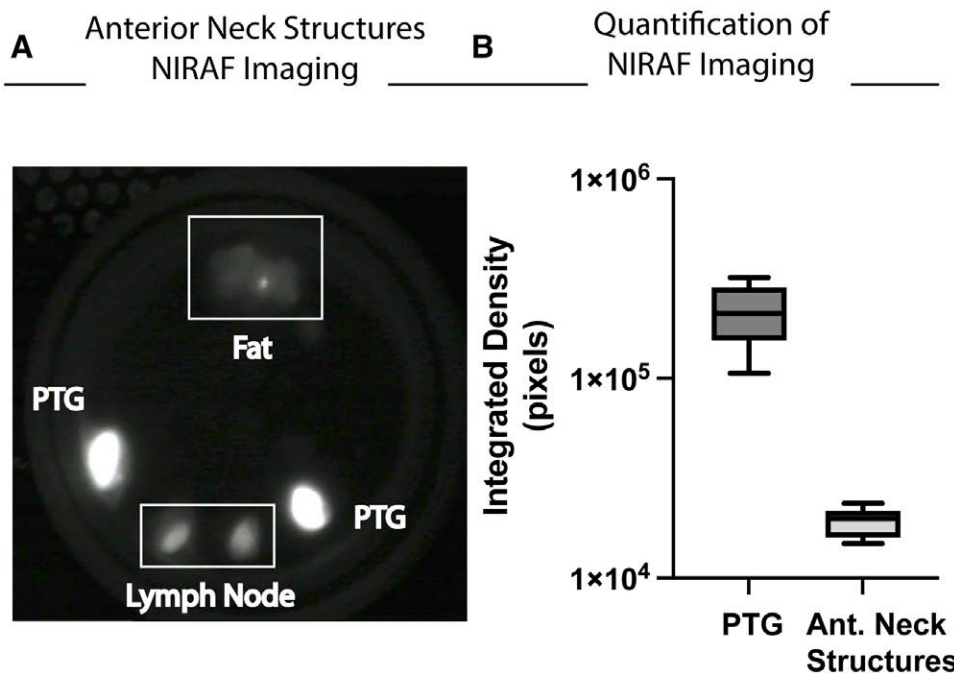 A
Anterior Neck Structures
NIRAF Imaging
B
Quantification of
NIRAF Imaging
Fat
PTG
PTG
Lymph Node
Integrated Density
(pixels)
1×10⁶
1×10⁵
1×10⁴
PTG
Ant. Neck
Structures